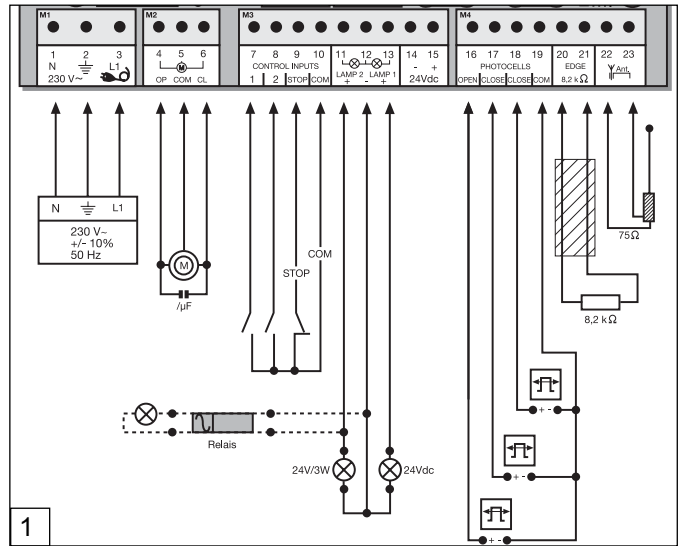 M1 M2 M3 M4
1 2 3 4 5 6 7 8 9 10 11 12 13 14 15 16 17 18 19 20 21 22 23
N L1 M CONTROL INPUTS - + PHOTOCELLS EDGE Ant.
230 V~ OP COM CL 1 2 STOP COM LAMP 2 LAMP 1 24Vdc OPEN CLOSE CLOSE COM 8,2 kΩ
+ - +
N L1
230 V~
+/- 10%
50 Hz
M
/µF
STOP
COM
75Ω
8,2 kΩ
Relais
24V/3W
24Vdc
+ -
+ -
+ -
1